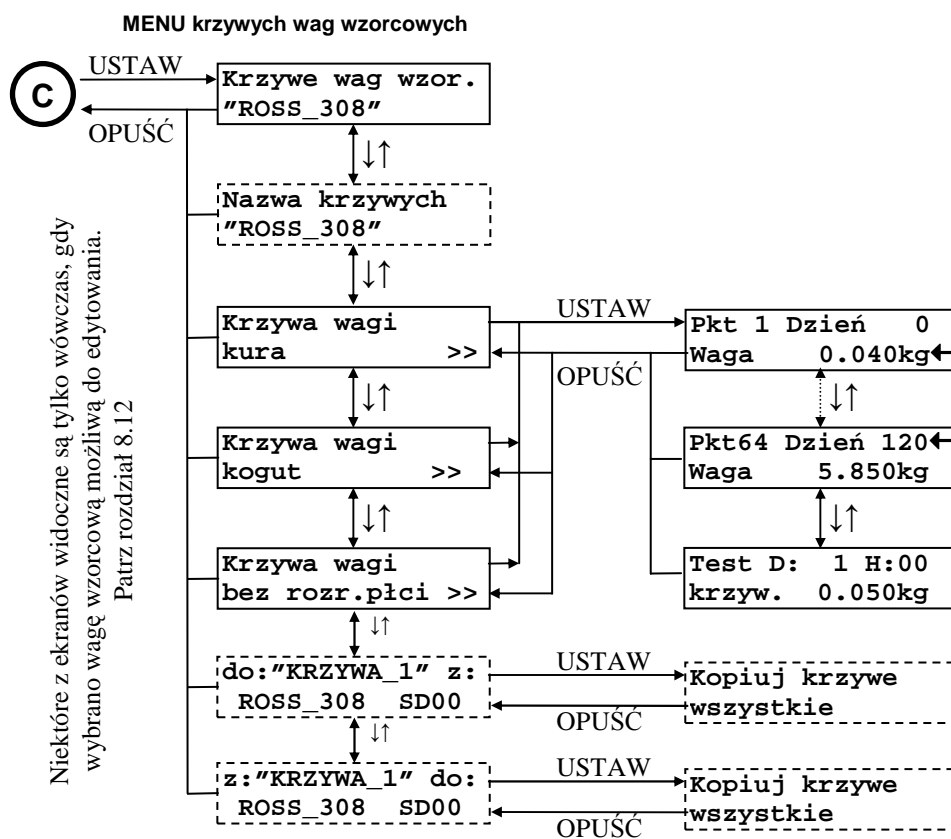 MENU krzywych wag wzorcowych
USTAW
C
OPUŚĆ
Krzywe wag wzor.
"ROSS_308"
↓↑
Nazwa krzywych
"ROSS_308"
↓↑
Krzywa wagi
kura >>
USTAW
OPUŚĆ
Pkt 1 Dzień 0
Waga 0.040kg
↓↑
↓↑
Krzywa wagi
kogut >>
Pkt64 Dzień 120
Waga 5.850kg
↓↑
↓↑
Krzywa wagi
bez rozr.płci >>
Test D: 1 H:00
krzyw. 0.050kg
↓↑
do:"KRZYWA_1" z:
ROSS_308 SD00
USTAW
OPUŚĆ
Kopiuj krzywe
wszystkie
↓↑
z:"KRZYWA_1" do:
ROSS_308 SD00
USTAW
OPUŚĆ
Kopiuj krzywe
wszystkie
Niektóre z ekranów widoczne są tylko wówczas, gdy
wybrano wagę wzorcową możliwą do edytowania.
Patrz rozdział 8.12